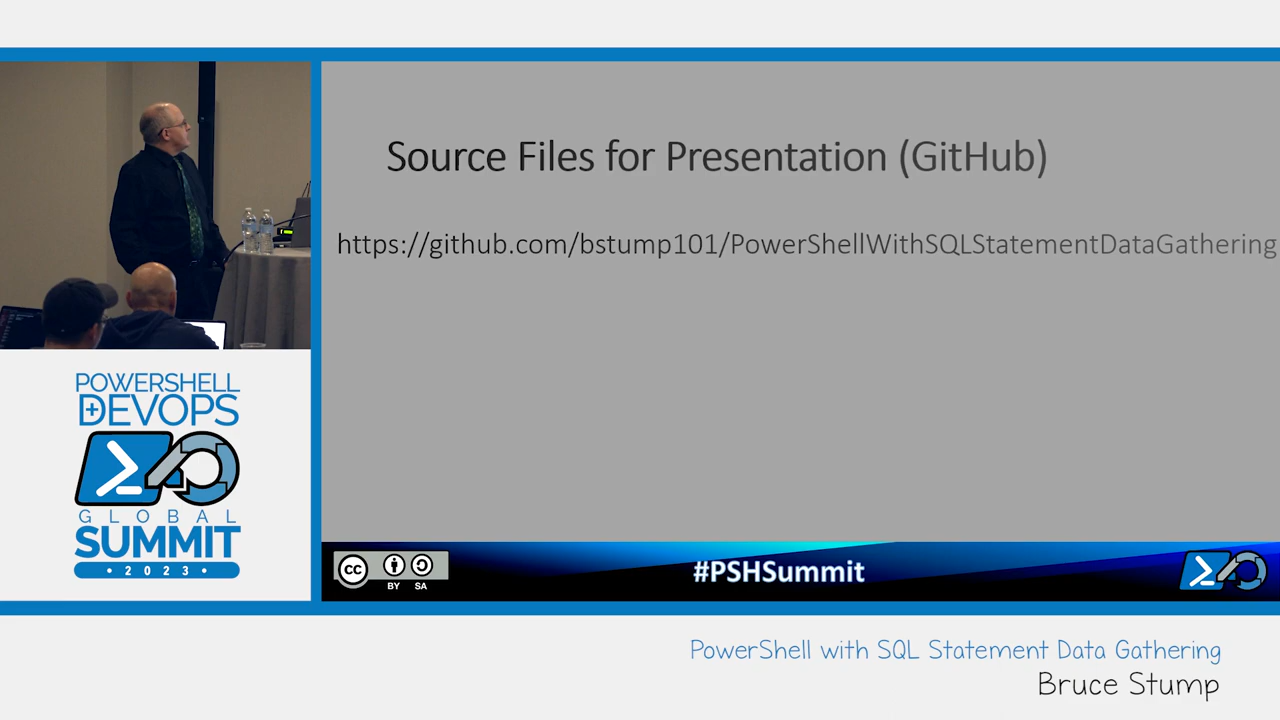 Source Files for Presentation (GitHub)
https://github.com/bstump101/PowerShellWithSQLStatementDataGathering
POWERSHELL
+DEVOPS
GLOBAL
SUMMIT
• 2023 •
cc
BY SA
#PSHSummit
PowerShell with SQL Statement Data Gathering
Bruce Stump